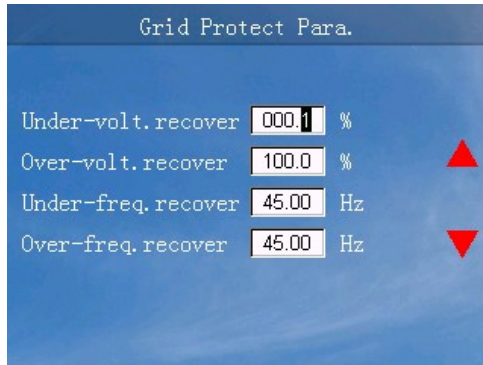 Grid Protect Para.
Under-volt.recover 000.1 %
Over-volt.recover 100.0 %
Under-freq.recover 45.00 Hz
Over-freq.recover 45.00 Hz